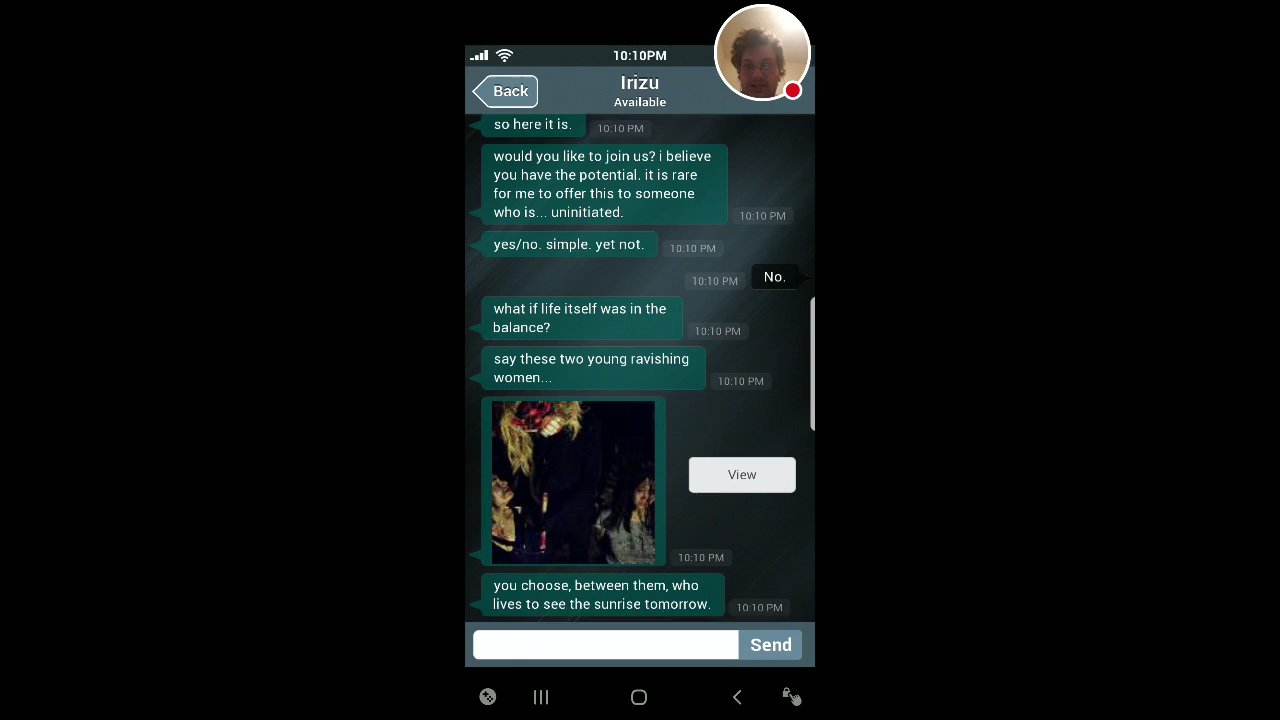 10:10PM
Back
Irizu
Available
so here it is.
10:10 PM
would you like to join us? i believe
you have the potential. it is rare
for me to offer this to someone
who is... uninitiated.
10:10 PM
yes/no. simple. yet not.
10:10 PM
10:10 PM
No.
what if life itself was in the
balance?
10:10 PM
say these two young ravishing
women...
10:10 PM
View
10:10 PM
you choose, between them, who
lives to see the sunrise tomorrow.
10:10 PM
Send